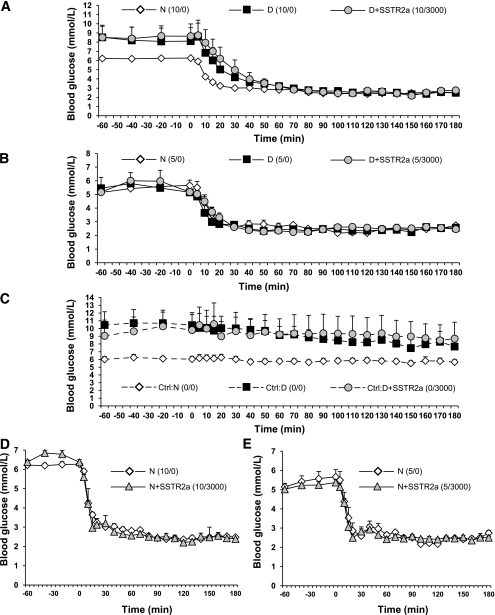 A
N (10/0) D (10/0) D+SSTR2a (10/3000)
Blood glucose (mmol/L)
12
11
10
9
8
7
6
5
4
3
2
1
0
-60 -40 -20 0 10 20 30 40 50 60 70 80 90 100 110 120 130 140 150 160 170 180
Time (min)
B
N (5/0) D (5/0) D+SSTR2a (5/3000)
Blood glucose (mmol/L)
8
7
6
5
4
3
2
1
0
-60 -40 -20 0 10 20 30 40 50 60 70 80 90 100 110 120 130 140 150 160 170 180
Time (min)
C
Blood glucose (mmol/L)
14
13
12
11
10
9
8
7
6
5
4
3
2
1
0
Ctrl:N (0/0) Ctrl:D (0/0) Ctrl:D+SSTR2a (0/3000)
-60 -40 -20 0 10 20 30 40 50 60 70 80 90 100 110 120 130 140 150 160 170 180
Time (min)
D
N (10/0)
N+SSTR2a (10/3000)
Blood glucose (mmol/L)
7
6
5
4
3
2
1
0
-60 -30 0 30 60 90 120 150 180
Time (min)
E
N (5/0)
N+SSTR2a (5/3000)
Blood glucose (mmol/L)
8
7
6
5
4
3
2
1
0
-60 -30 0 30 60 90 120 150 180
Time (min)